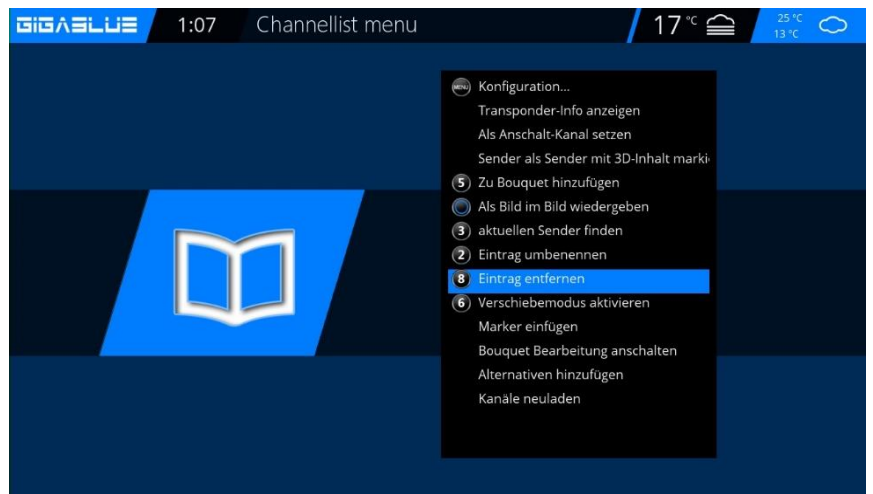 GIGABLUE 1:07 Channellist menu 17 °C 25 °C
13 °C
MENU Konfiguration...
Transponder-Info anzeigen
Als Anschalt-Kanal setzen
Sender als Sender mit 3D-Inhalt marki
5 Zu Bouquet hinzufügen
Als Bild im Bild wiedergeben
3 aktuellen Sender finden
2 Eintrag umbenennen
8 Eintrag entfernen
6 Verschiebemodus aktivieren
Marker einfügen
Bouquet Bearbeitung anschalten
Alternativen hinzufügen
Kanäle neuladen